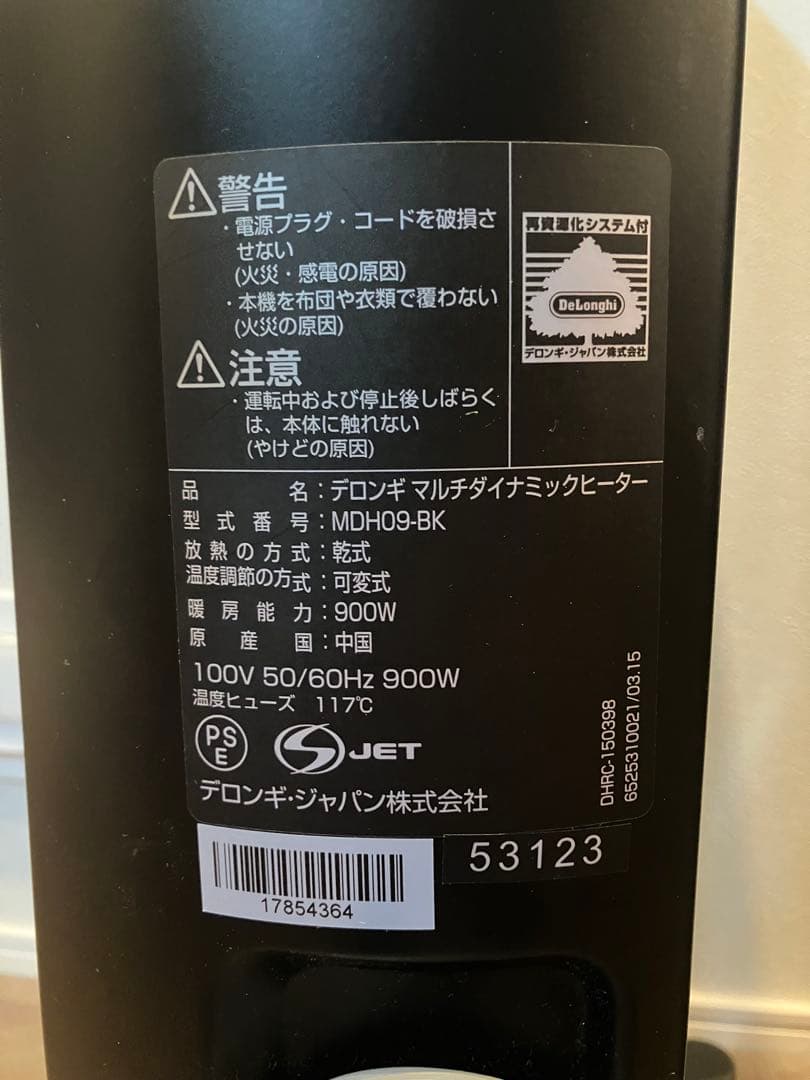 警告
・電源プラグ・コードを破損さ
せない
(火災・感電の原因)
・本機を布団や衣類で覆わない
(火災の原因)
注意
・運転中および停止後しばらく
は、本体に触れない
(やけどの原因)
再資源化システム付
DeLonghi
デロンギ・ジャパン株式会社
品名：デロンギ マルチダイナミックヒーター
型式番号：MDH09-BK
放熱の方式：乾式
温度調節の方式：可変式
暖房能力：900W
原産国：中国
100V 50/60Hz 900W
温度ヒューズ 117℃
PSE
JET
デロンギ・ジャパン株式会社
DHRC-150398
6525310021/03.15
17854364
53123